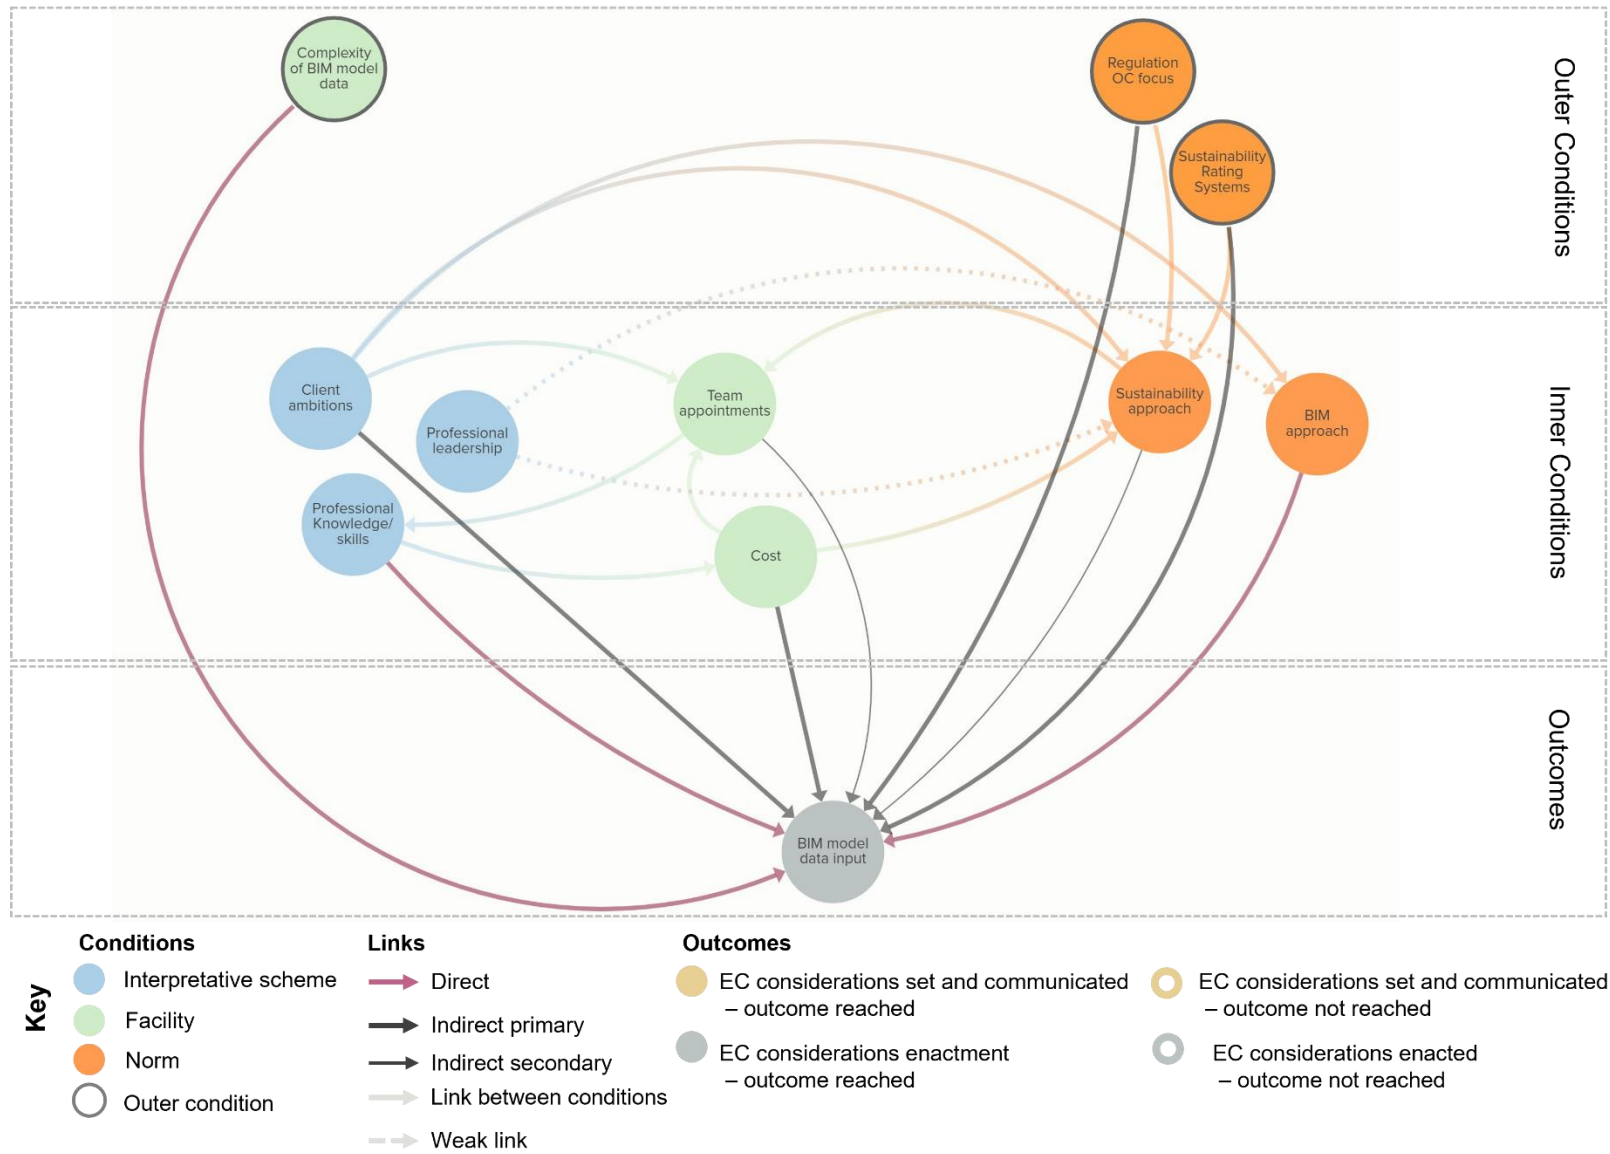 Complexity
of BIM model
data
Regulation
OC focus
Sustainability
Rating
Systems
Outer Conditions
Client
ambitions
Professional
leadership
Professional
Knowledge/
skills
Team
appointments
Cost
Sustainability
approach
BIM
approach
Inner Conditions
BIM model
data input
Outcomes
Key
Conditions
Interpretative scheme
Facility
Norm
Outer condition
Links
Direct
Indirect primary
Indirect secondary
Link between conditions
Weak link
Outcomes
EC considerations set and communicated
– outcome reached
EC considerations enactment
– outcome reached
EC considerations set and communicated
– outcome not reached
EC considerations enacted
– outcome not reached